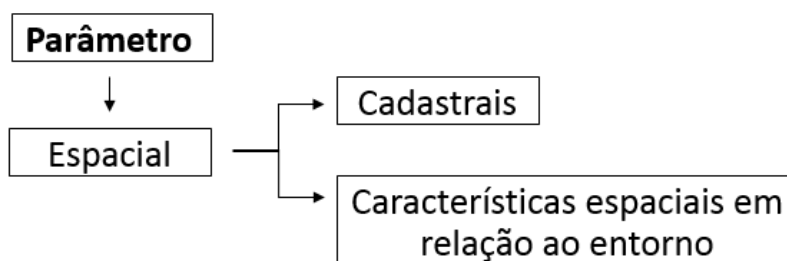 Parâmetro
Cadastrais
Espacial
Características espaciais em
relação ao entorno